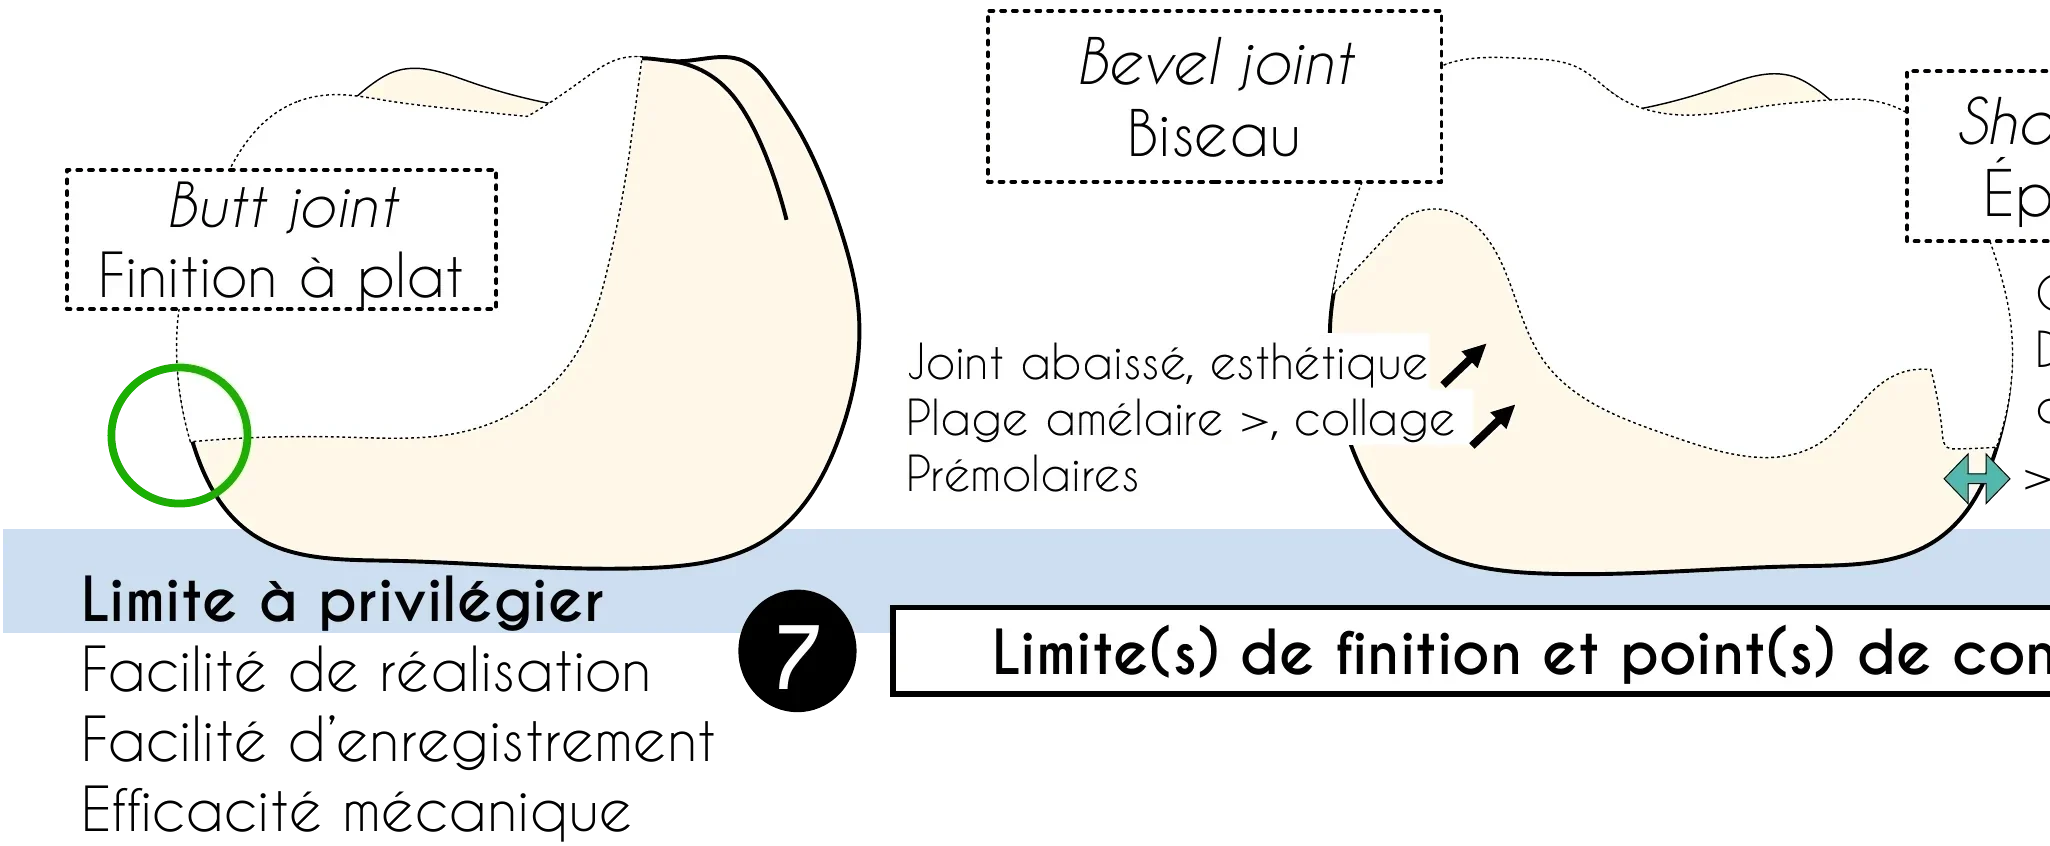 Butt joint
Finition à plat
Bevel joint
Biseau
Joint abaissé, esthétique
Plage amélaire >, collage
Prémolaires
>
Limite à privilégier
Facilité de réalisation
Facilité d'enregistrement
Efficacité mécanique
7
Limite(s) de finition et point(s) de